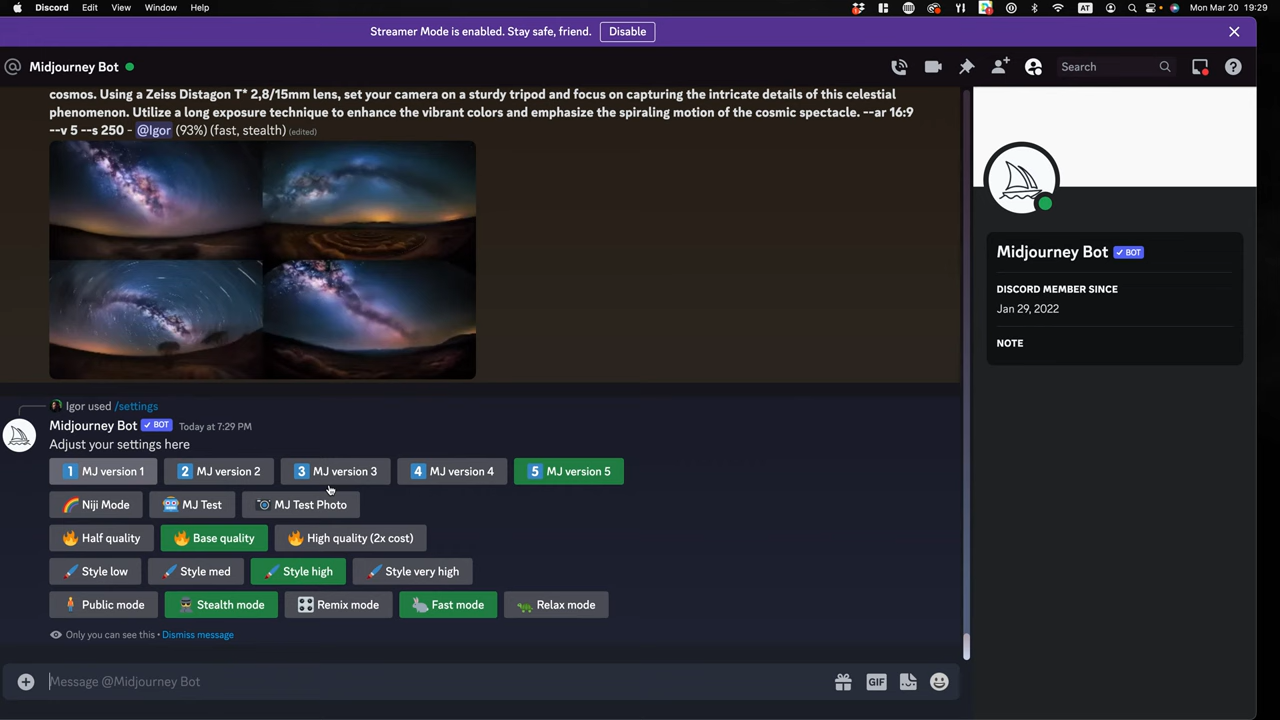 Discord Edit View Window Help AT Mon Mar 20 19:29
Streamer Mode is enabled. Stay safe, friend. Disable
Midjourney Bot Search
cosmos. Using a Zeiss Distagon T* 2,8/15mm lens, set your camera on a sturdy tripod and focus on capturing the intricate details of this celestial
phenomenon. Utilize a long exposure technique to enhance the vibrant colors and emphasize the spiraling motion of the cosmic spectacle. --ar 16:9
--v 5 --s 250 - @Igor (93%) (fast, stealth) (edited)
Igor used /settings
Midjourney Bot ✓ BOT Today at 7:29 PM
Adjust your settings here
1 MJ version 1 2 MJ version 2 3 MJ version 3 4 MJ version 4 5 MJ version 5
Niji Mode MJ Test MJ Test Photo
Half quality Base quality High quality (2x cost)
Style low Style med Style high Style very high
Public mode Stealth mode Remix mode Fast mode Relax mode
Only you can see this • Dismiss message
Message @Midjourney Bot GIF
Midjourney Bot ✓ BOT
DISCORD MEMBER SINCE
Jan 29, 2022
NOTE